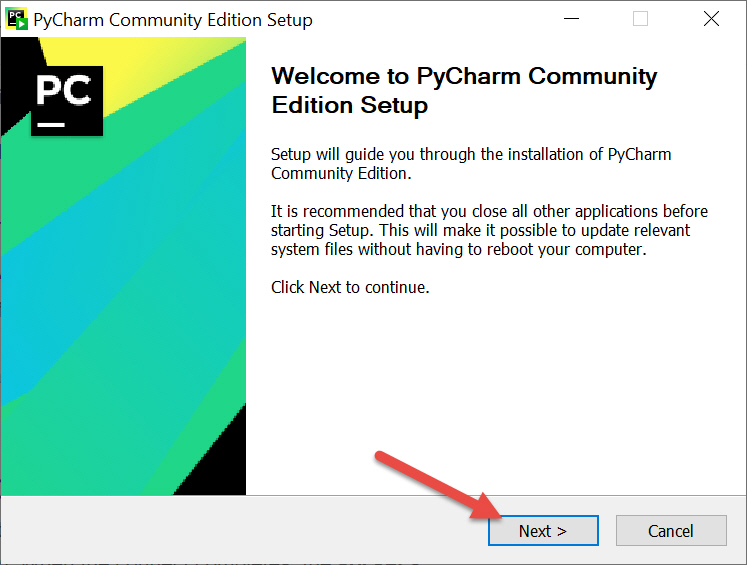 PC
PyCharm Community Edition Setup
PC
Welcome to PyCharm Community
Edition Setup
Setup will guide you through the installation of PyCharm
Community Edition.
It is recommended that you close all other applications before
starting Setup. This will make it possible to update relevant
system files without having to reboot your computer.
Click Next to continue.
Next >
Cancel